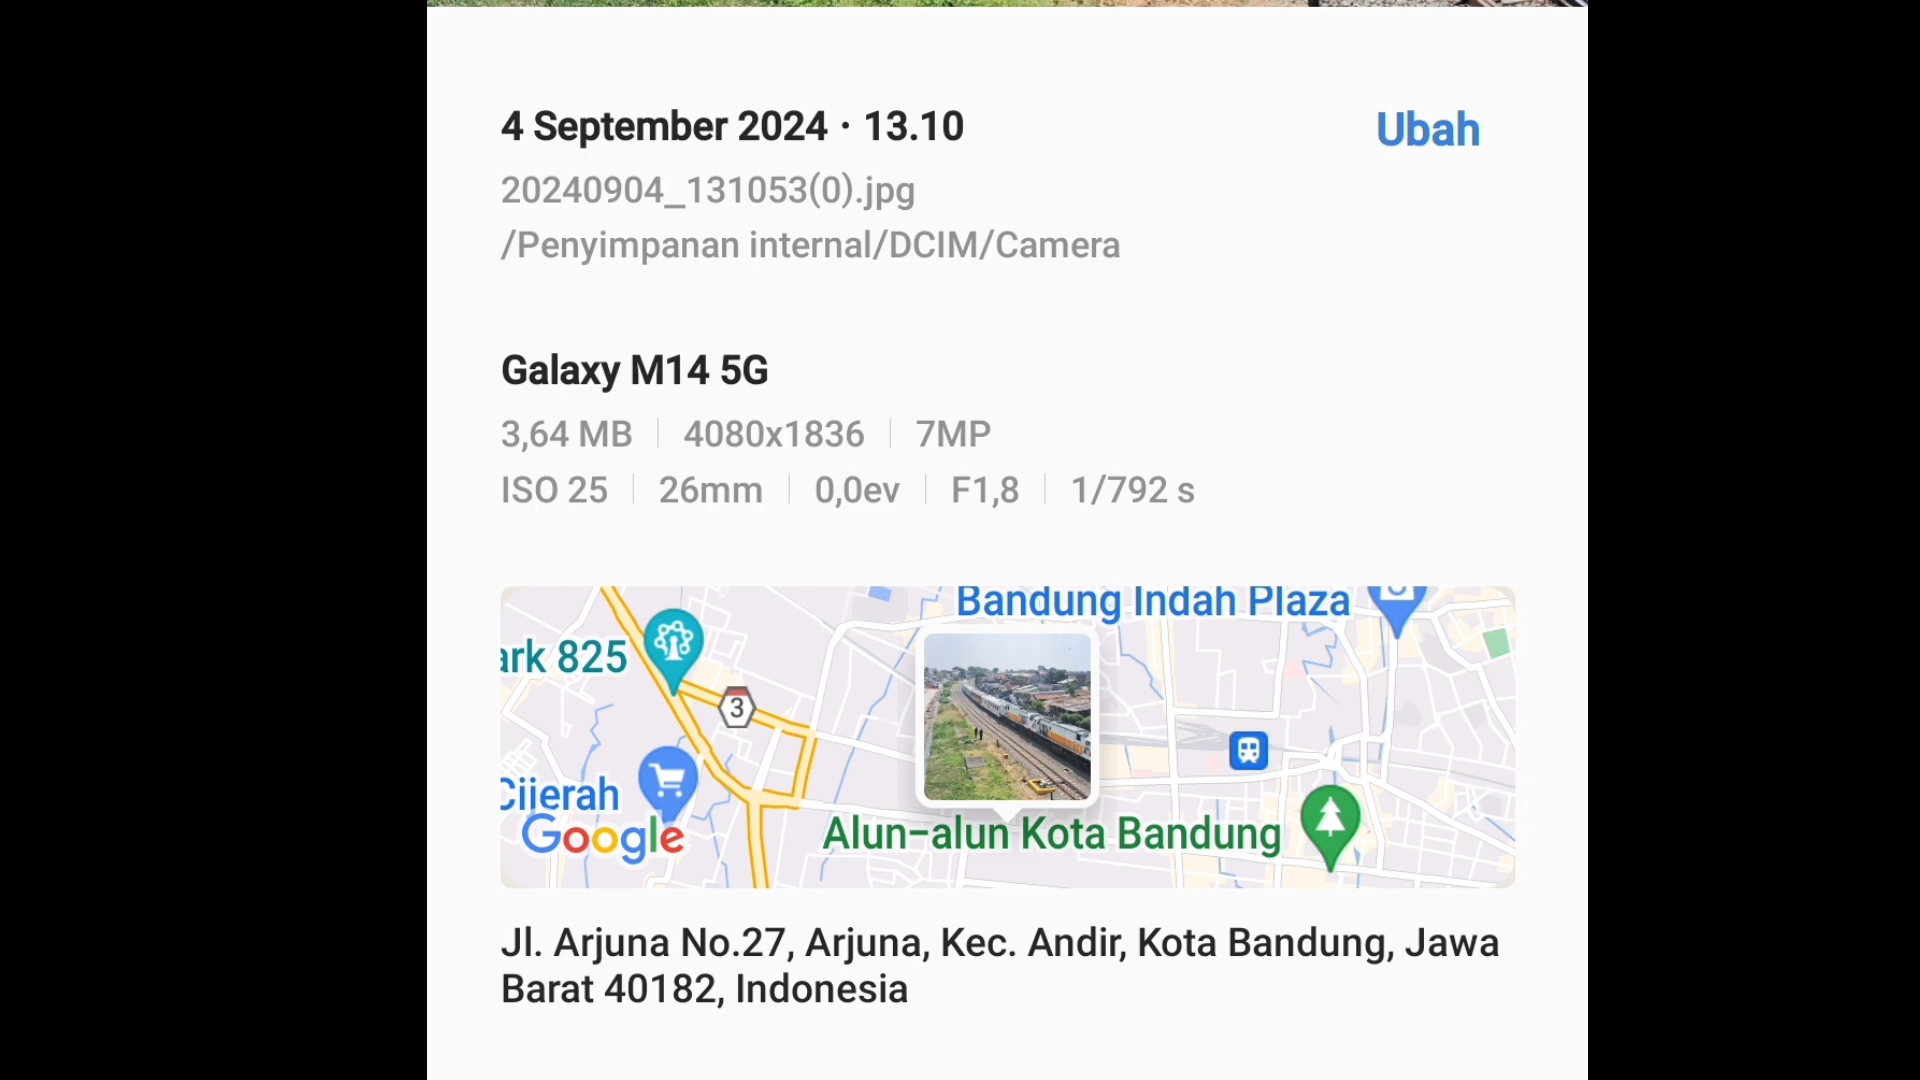 4 September 2024 · 13.10
Ubah
20240904_131053(0).jpg
/Penyimpanan internal/DCIM/Camera
Galaxy M14 5G
3,64 MB | 4080x1836 | 7MP
ISO 25 | 26mm | 0,0ev | F1,8 | 1/792 s
Bandung Indah Plaza
ark 825
3
Cijerah
Google
Alun-alun Kota Bandung
Jl. Arjuna No.27, Arjuna, Kec. Andir, Kota Bandung, Jawa
Barat 40182, Indonesia